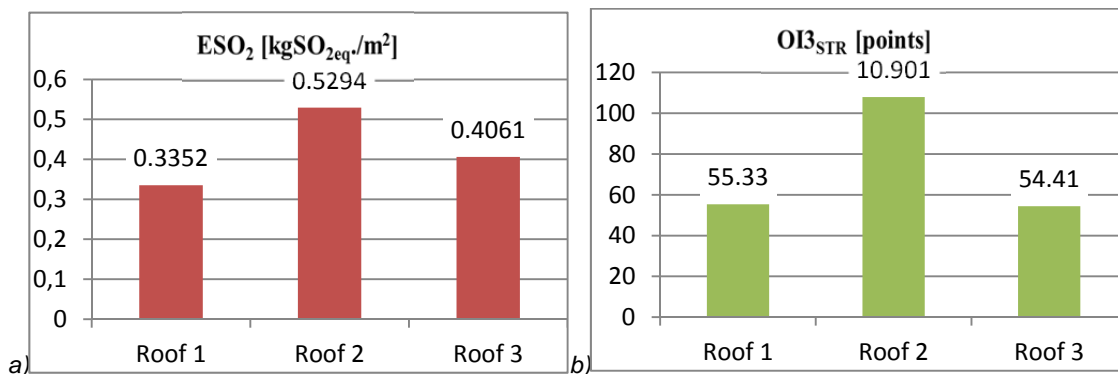 ESO₂ [kgSO₂eq./m²]
0,6
0,5
0,4
0,3
0,2
0,1
0
0.3352
0.5294
0.4061
Roof 1
Roof 2
Roof 3
a)
OI3STR [points]
120
100
80
60
40
20
0
55.33
10.901
54.41
Roof 1
Roof 2
Roof 3
b)